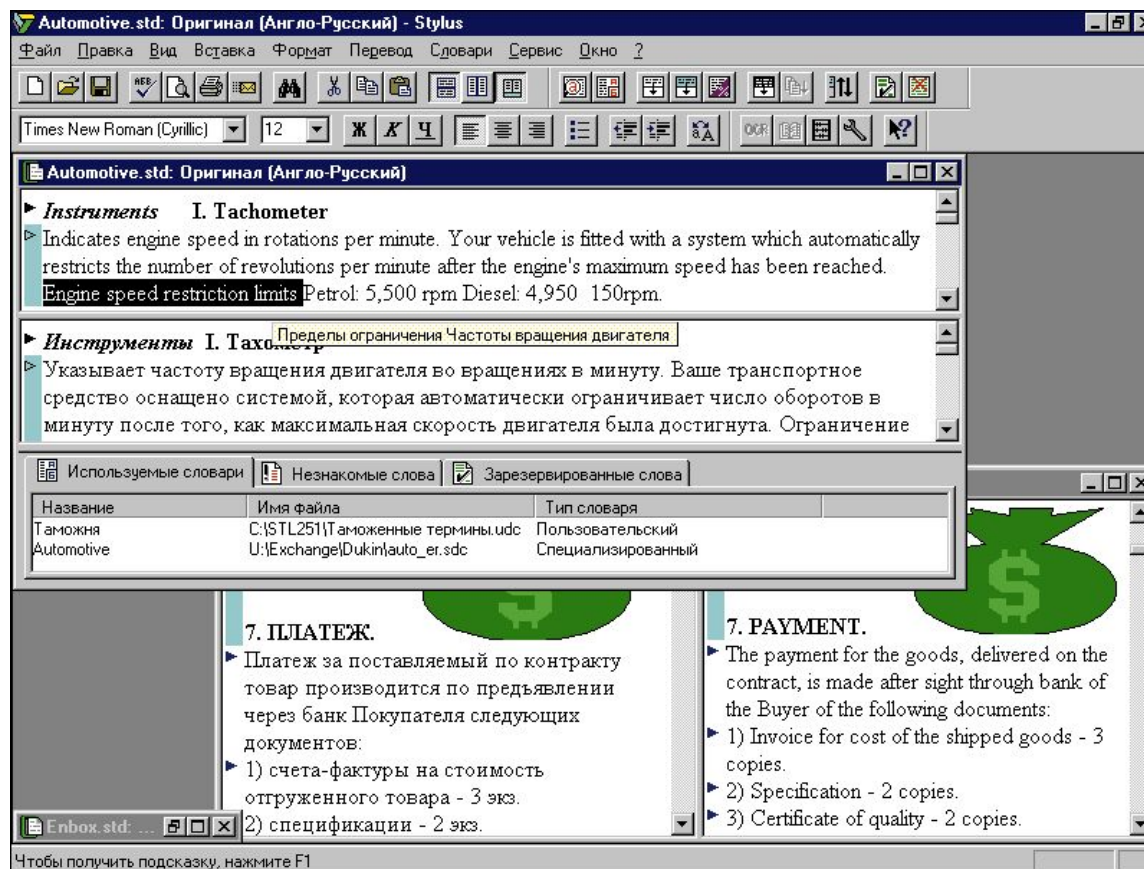 Automotive.std: Оригинал (Англо-Русский) - Stylus
Файл Правка Вид Вставка Формат Перевод Словари Сервис Окно ?
ABC
OCR
Times New Roman (Cyrillic) 12 Ж К Ч
Automotive.std: Оригинал (Англо-Русский)
Instruments I. Tachometer
Indicates engine speed in rotations per minute. Your vehicle is fitted with a system which automatically
restricts the number of revolutions per minute after the engine's maximum speed has been reached.
Engine speed restriction limits Petrol: 5,500 rpm Diesel: 4,950 150rpm.
Пределы ограничения Частоты вращения двигателя
Инструменты I. Тахометр
Указывает частоту вращения двигателя во вращениях в минуту. Ваше транспортное
средство оснащено системой, которая автоматически ограничивает число оборотов в
минуту после того, как максимальная скорость двигателя была достигнута. Ограничение
Используемые словари Незнакомые слова Зарезервированные слова
Название Имя файла Тип словаря
Таможня C:\STL251\Таможенные термины.udc Пользовательский
Automotive U:\Exchange\Dukin\auto_er.sdc Специализированный
$ $
7. ПЛАТЕЖ.
Платеж за поставляемый по контракту
товар производится по предъявлении
через банк Покупателя следующих
документов:
1) счета-фактуры на стоимость
отгруженного товара - 3 экз.
2) спецификации - 2 экз.
7. PAYMENT.
The payment for the goods, delivered on the
contract, is made after sight through bank of
the Buyer of the following documents:
1) Invoice for cost of the shipped goods - 3
copies.
2) Specification - 2 copies.
3) Certificate of quality - 2 copies.
Enbox.std: ...
Чтобы получить подсказку, нажмите F1